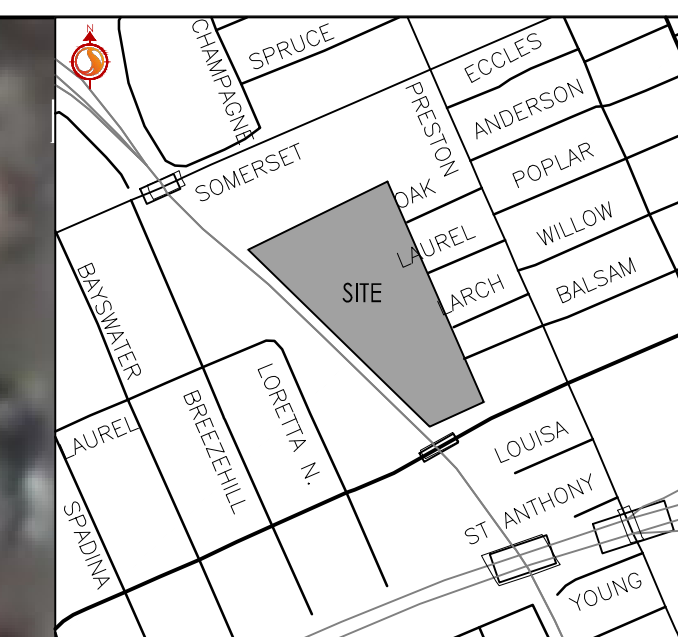 N
CHAMPAGNE
SPRUCE
ECCLES
PRESTON
ANDERSON
SOMERSET
POPLAR
OAK
WILLOW
LAUREL
BALSAM
BAYSWATER
SITE
LARCH
LORETTA N.
BREEZEHILL
LAUREL
LOUISA
SPADINA
ST ANTHONY
YOUNG